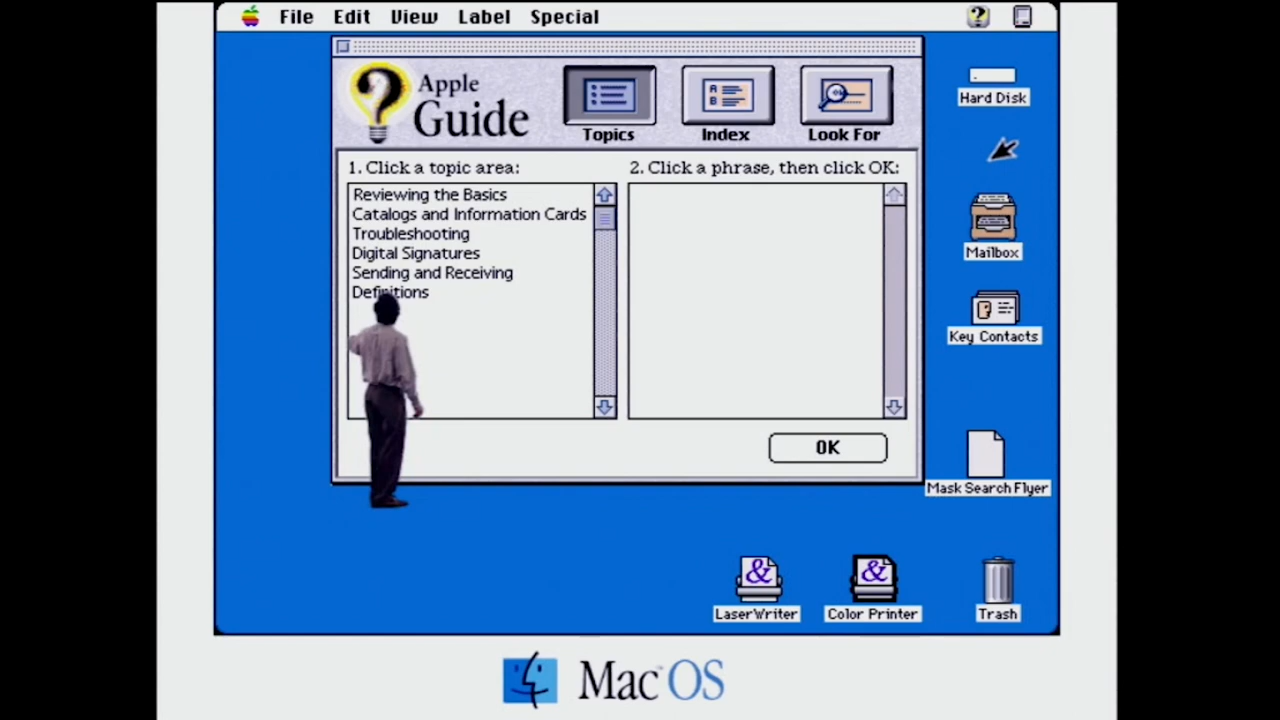 File Edit View Label Special
Apple
Guide
Topics
Index
Look For
1. Click a topic area:
2. Click a phrase, then click OK:
Reviewing the Basics
Catalogs and Information Cards
Troubleshooting
Digital Signatures
Sending and Receiving
Definitions
OK
Hard Disk
Mailbox
Key Contacts
Mask Search Flyer
LaserWriter
Color Printer
Trash
Mac™OS